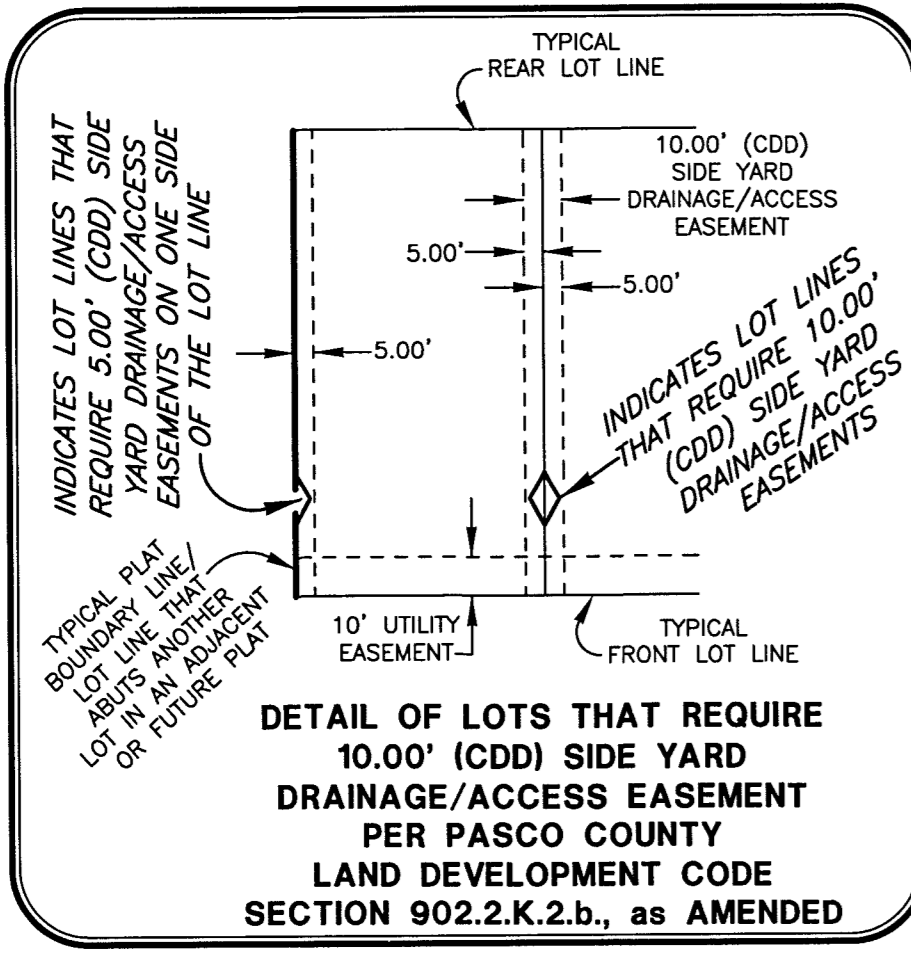 TYPICAL
REAR LOT LINE
INDICATES LOT LINES THAT
REQUIRE 5.00' (CDD) SIDE
YARD DRAINAGE/ACCESS
EASEMENTS ON ONE SIDE
OF THE LOT LINE
10.00' (CDD)
SIDE YARD
DRAINAGE/ACCESS
EASEMENT
5.00'
5.00'
5.00'
INDICATES LOT LINES
THAT REQUIRE 10.00'
(CDD) SIDE YARD
DRAINAGE/ACCESS
EASEMENTS
TYPICAL PLAT
BOUNDARY LINE/
LOT LINE THAT
ABUTS ANOTHER
LOT IN AN ADJACENT
OR FUTURE PLAT
10' UTILITY
EASEMENT
TYPICAL
FRONT LOT LINE
DETAIL OF LOTS THAT REQUIRE
10.00' (CDD) SIDE YARD
DRAINAGE/ACCESS EASEMENT
PER PASCO COUNTY
LAND DEVELOPMENT CODE
SECTION 902.2.K.2.b., as AMENDED